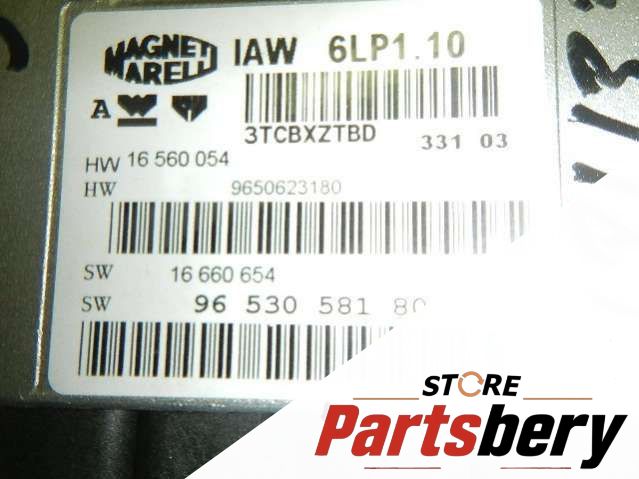 MAGNETI MARELLI
IAW 6LP1.10
A
3TCBXZTBD 331 03
HW 16 560 054
HW 9650623180
SW 16 660 654
SW 96 530 581 80
STORE
Partsbery